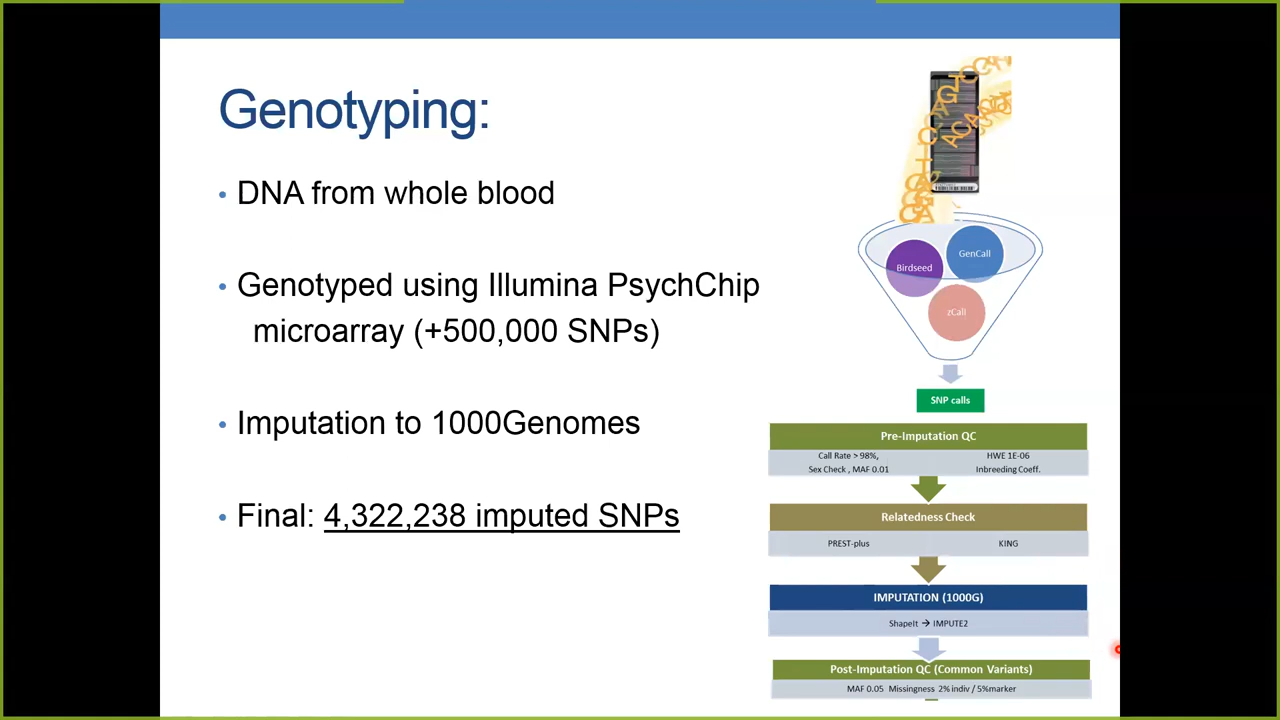 Genotyping:
DNA from whole blood
Genotyped using Illumina PsychChip
microarray (+500,000 SNPs)
Imputation to 1000Genomes
Final: 4,322,238 imputed SNPs
Birdseed
GenCall
zCall
SNP calls
Pre-Imputation QC
Call Rate > 98%,
Sex Check , MAF 0.01
HWE 1E-06
Inbreeding Coeff.
Relatedness Check
PREST-plus
KING
IMPUTATION (1000G)
ShapeIt → IMPUTE2
Post-Imputation QC (Common Variants)
MAF 0.05 Missingness 2% indiv / 5%marker